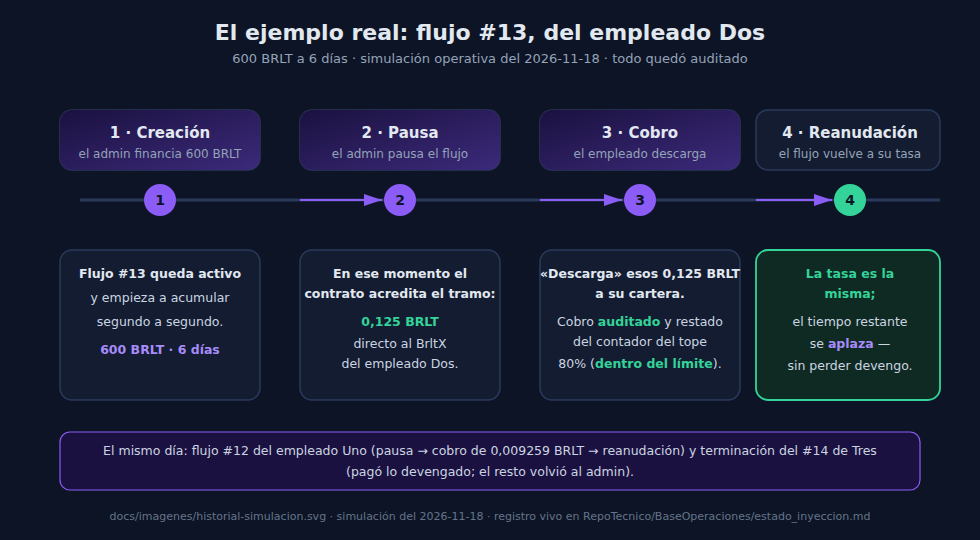 El ejemplo real: flujo #13, del empleado Dos
600 BRLT a 6 días · simulación operativa del 2026-11-18 · todo quedó auditado
1 · Creación
el admin financia 600 BRLT
2 · Pausa
el admin pausa el flujo
3 · Cobro
el empleado descarga
4 · Reanudación
el flujo vuelve a su tasa
1
2
3
4
Flujo #13 queda activo
y empieza a acumular
segundo a segundo.
600 BRLT · 6 días
En ese momento el
contrato acredita el tramo:
0,125 BRLT
directo al BrltX
del empleado Dos.
«Descarga» esos 0,125 BRLT
a su cartera.
Cobro auditado y restado
del contador del tope
80% (dentro del límite).
La tasa es la
misma;
el tiempo restante
se aplaza —
sin perder devengo.
El mismo día: flujo #12 del empleado Uno (pausa → cobro de 0,009259 BRLT → reanudación) y terminación del #14 de Tres
(pagó lo devengado; el resto volvió al admin).
docs/imagenes/historial-simulacion.svg · simulación del 2026-11-18 · registro vivo en RepoTecnico/BaseOperaciones/estado_inyeccion.md